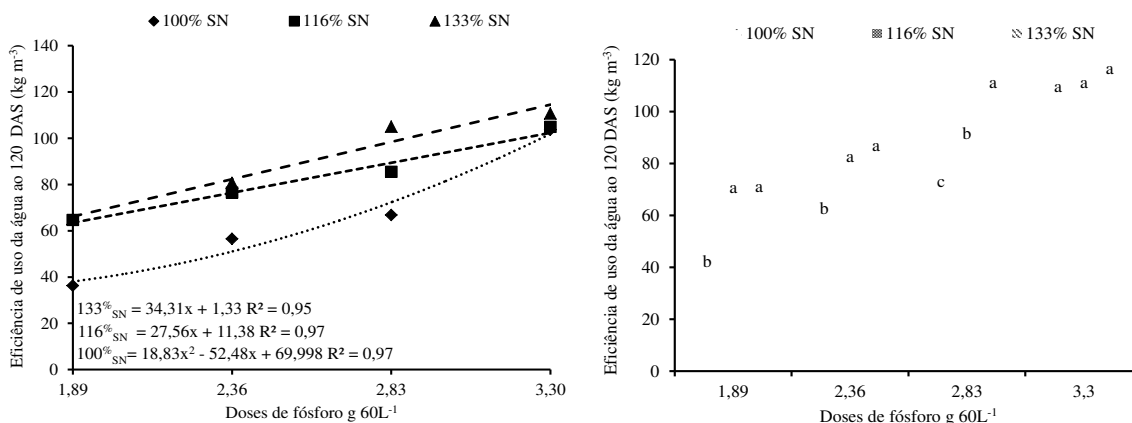 100% SN 116% SN 133% SN
Eficiência de uso da água ao 120 DAS (kg m-3)
140
120
100
80
60
40
20
0
133%SN = 34,31x + 1,33 R² = 0,95
116%SN = 27,56x + 11,38 R² = 0,97
100%SN= 18,83x2 - 52,48x + 69,998 R² = 0,97
1,89 2,36 2,83 3,30
Doses de fósforo g 60L-1
100% SN 116% SN 133% SN
Eficiência de uso da água ao 120 DAS (kg m-3)
120
100
80
60
40
20
0
b a a b a a c b a a a a
1,89 2,36 2,83 3,3
Doses de fósforo g 60L-1